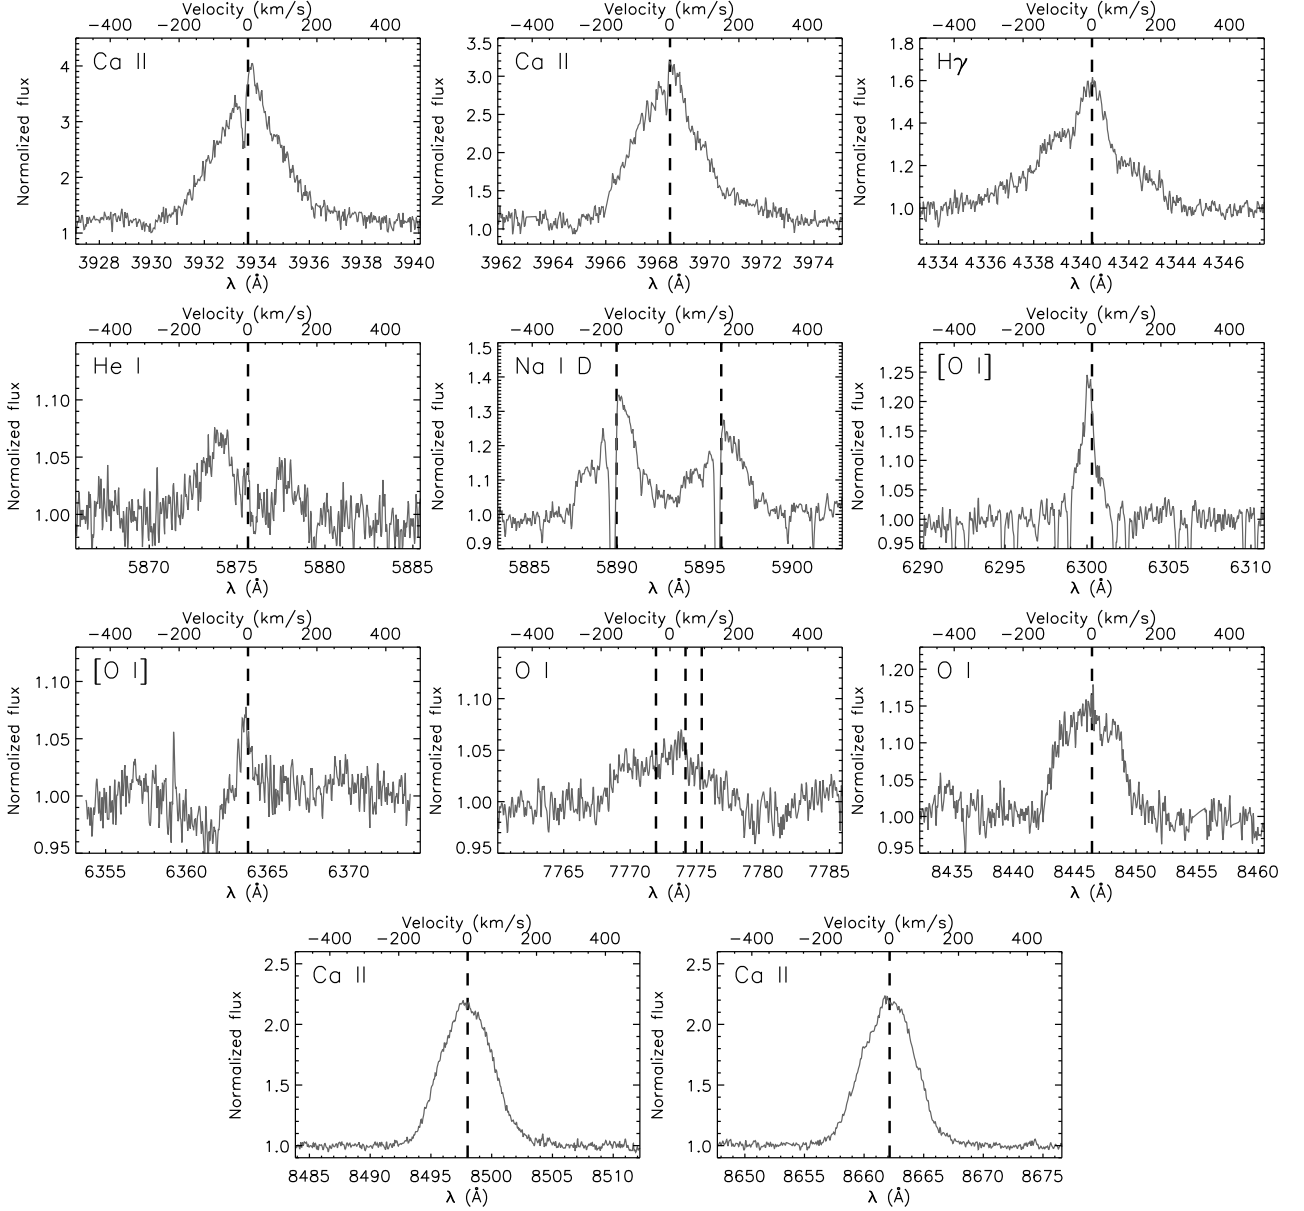 Velocity (km/s) Velocity (km/s) Velocity (km/s)
−400 −200 0 200 400 −400 −200 0 200 400 −400 −200 0 200 400
Ca II
Normalized flux
4
3
2
1
3928 3930 3932 3934 3936 3938 3940
λ (Å)
Ca II
Normalized flux
3.5
3.0
2.5
2.0
1.5
1.0
3962 3964 3966 3968 3970 3972 3974
λ (Å)
Hγ
Normalized flux
1.8
1.6
1.4
1.2
1.0
4334 4336 4338 4340 4342 4344 4346
λ (Å)
Velocity (km/s) Velocity (km/s) Velocity (km/s)
−400 −200 0 200 400 −400 −200 0 200 400 −400 −200 0 200 400
He I
Normalized flux
1.10
1.05
1.00
5870 5875 5880 5885
λ (Å)
Na I D
Normalized flux
1.5
1.4
1.3
1.2
1.1
1.0
0.9
5885 5890 5895 5900
λ (Å)
[O I]
Normalized flux
1.25
1.20
1.15
1.10
1.05
1.00
0.95
6290 6295 6300 6305 6310
λ (Å)
Velocity (km/s) Velocity (km/s) Velocity (km/s)
−400 −200 0 200 400 −400 −200 0 200 400 −400 −200 0 200 400
[O I]
Normalized flux
1.10
1.05
1.00
0.95
6355 6360 6365 6370
λ (Å)
O I
Normalized flux
1.10
1.05
1.00
0.95
7765 7770 7775 7780 7785
λ (Å)
O I
Normalized flux
1.20
1.15
1.10
1.05
1.00
0.95
8435 8440 8445 8450 8455 8460
λ (Å)
Velocity (km/s) Velocity (km/s)
−400 −200 0 200 400 −400 −200 0 200 400
Ca II
Normalized flux
2.5
2.0
1.5
1.0
8485 8490 8495 8500 8505 8510
λ (Å)
Ca II
Normalized flux
2.5
2.0
1.5
1.0
8650 8655 8660 8665 8670 8675
λ (Å)